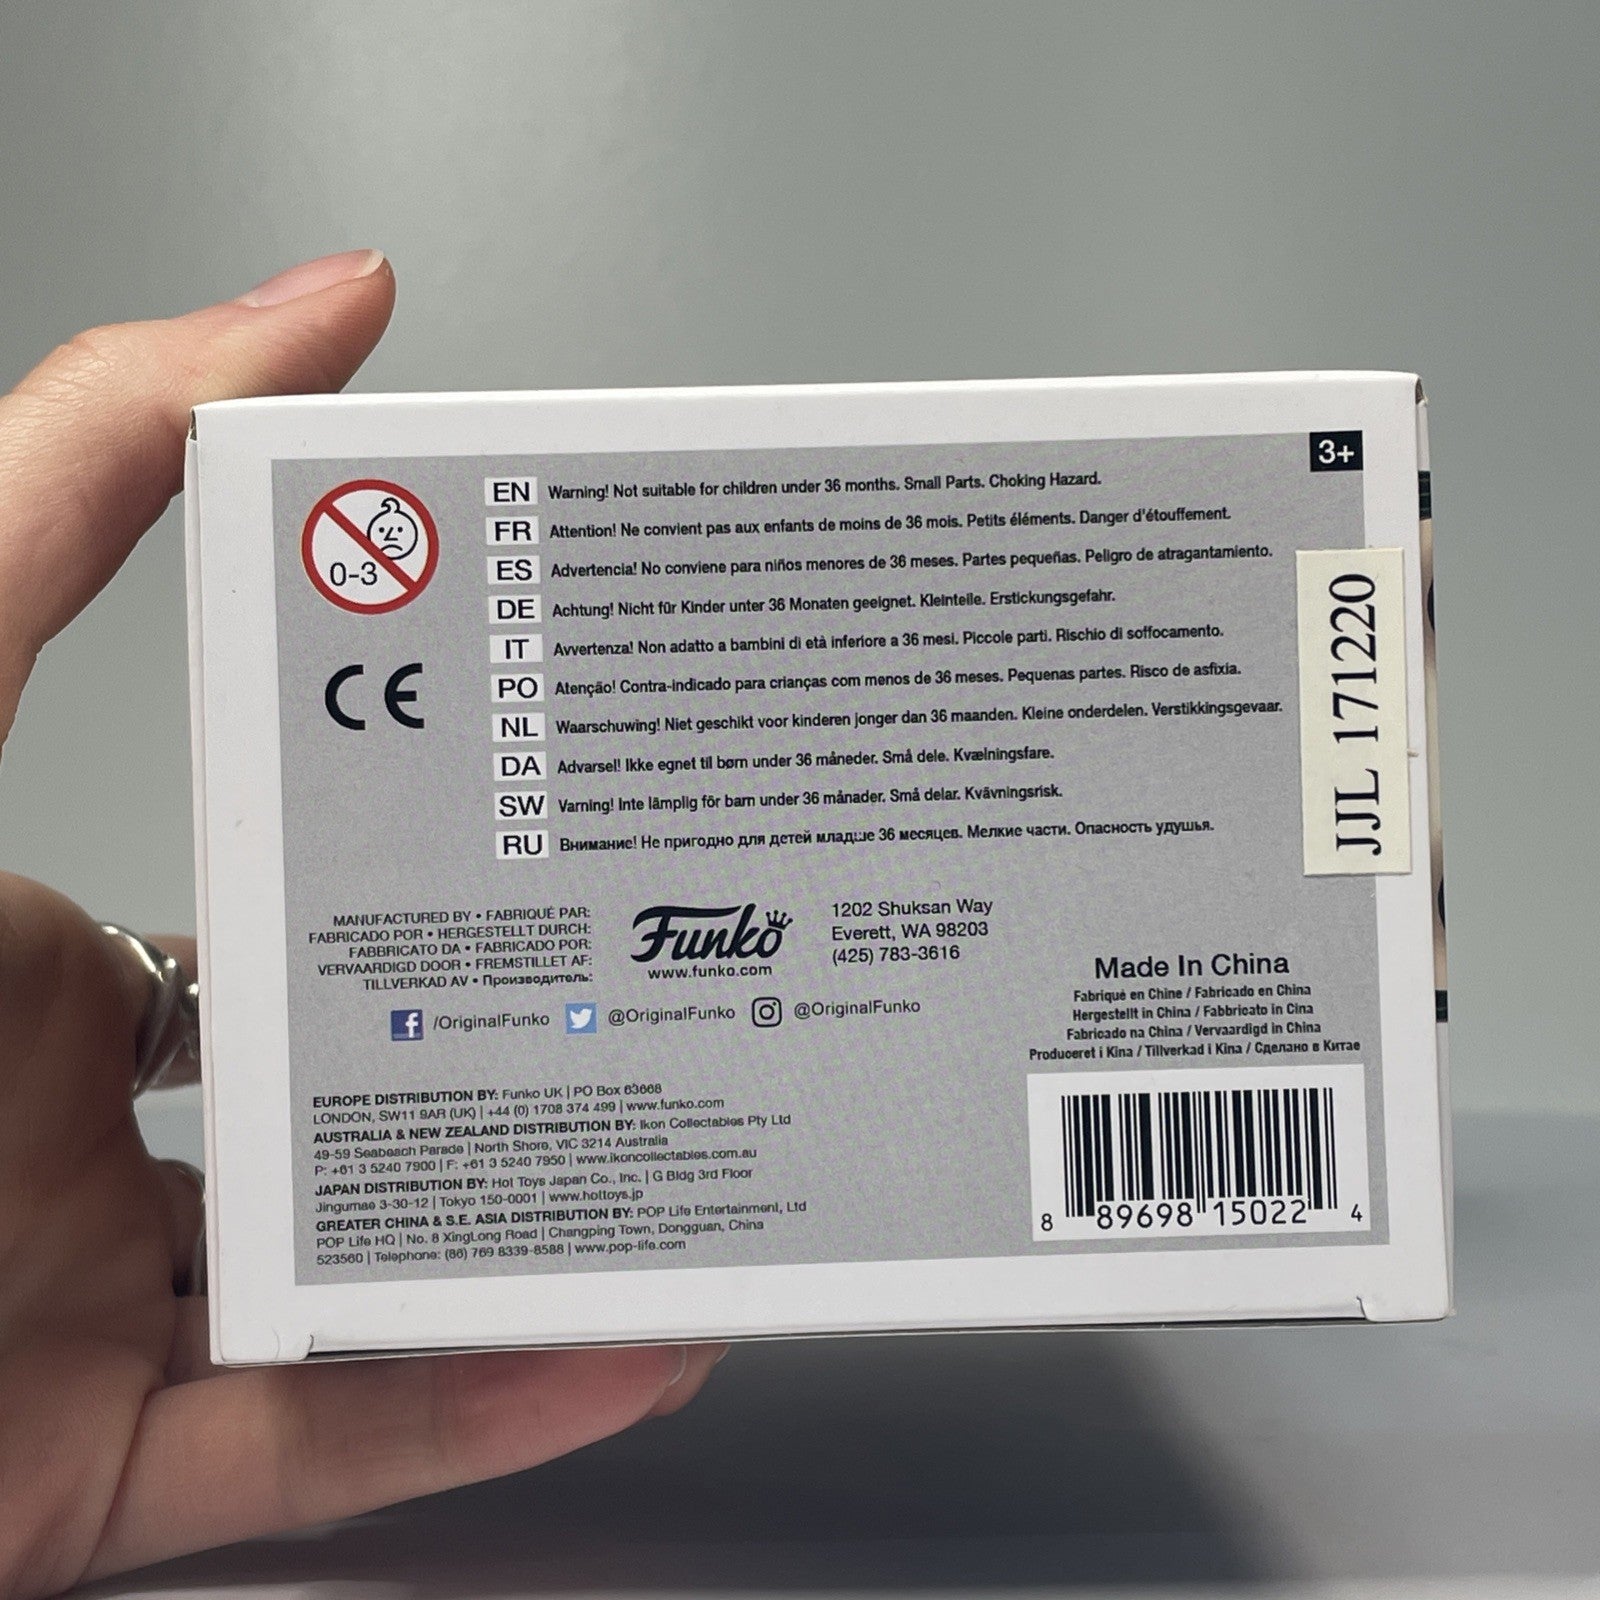 3+
0-3
CE
EN Warning! Not suitable for children under 36 months. Small Parts. Choking Hazard.
FR Attention! Ne convient pas aux enfants de moins de 36 mois. Petits éléments. Danger d'étouffement.
ES Advertencia! No conviene para niños menores de 36 meses. Partes pequeñas. Peligro de atragantamiento.
DE Achtung! Nicht für Kinder unter 36 Monaten geeignet. Kleinteile. Erstickungsgefahr.
IT Avvertenza! Non adatto a bambini di età inferiore a 36 mesi. Piccole parti. Rischio di soffocamento.
PO Atenção! Contra-indicado para crianças com menos de 36 meses. Pequenas partes. Risco de asfixia.
NL Waarschuwing! Niet geschikt voor kinderen jonger dan 36 maanden. Kleine onderdelen. Verstikkingsgevaar.
DA Advarsel! Ikke egnet til børn under 36 måneder. Små dele. Kvælningsfare.
SW Varning! Inte lämplig för barn under 36 månader. Små delar. Kvävningsrisk.
RU Внимание! Не пригодно для детей младше 36 месяцев. Мелкие части. Опасность удушья.
JJL 171220
MANUFACTURED BY • FABRIQUÉ PAR:
FABRICADO POR • HERGESTELLT DURCH:
FABBRICATO DA • FABRICADO POR:
VERVAARDIGD DOOR • FREMSTILLET AF:
TILLVERKAD AV • Производитель:
Funko
www.funko.com
1202 Shuksan Way
Everett, WA 98203
(425) 783-3616
/OriginalFunko @OriginalFunko @OriginalFunko
Made In China
Fabriqué en Chine / Fabricado en China
Hergestellt in China / Fabbricato in Cina
Fabricado na China / Vervaardigd in China
Produceret i Kina / Tillverkad i Kina / Сделано в Китае
EUROPE DISTRIBUTION BY: Funko UK | PO Box 63668
LONDON, SW11 9AR (UK) | +44 (0) 1708 374 499 | www.funko.com
AUSTRALIA & NEW ZEALAND DISTRIBUTION BY: Ikon Collectables Pty Ltd
49-59 Seabeach Parade | North Shore, VIC 3214 Australia
P: +61 3 5240 7900 | F: +61 3 5240 7950 | www.ikoncollectables.com.au
JAPAN DISTRIBUTION BY: Hot Toys Japan Co., Inc. | G Bldg 3rd Floor
Jingumae 3-30-12 | Tokyo 150-0001 | www.hottoys.jp
GREATER CHINA & S.E. ASIA DISTRIBUTION BY: POP Life Entertainment, Ltd
POP Life HQ | No. 8 XingLong Road | Changping Town, Dongguan, China
523560 | Telephone: (86) 769 8339-8588 | www.pop-life.com
8 89698 15022 4